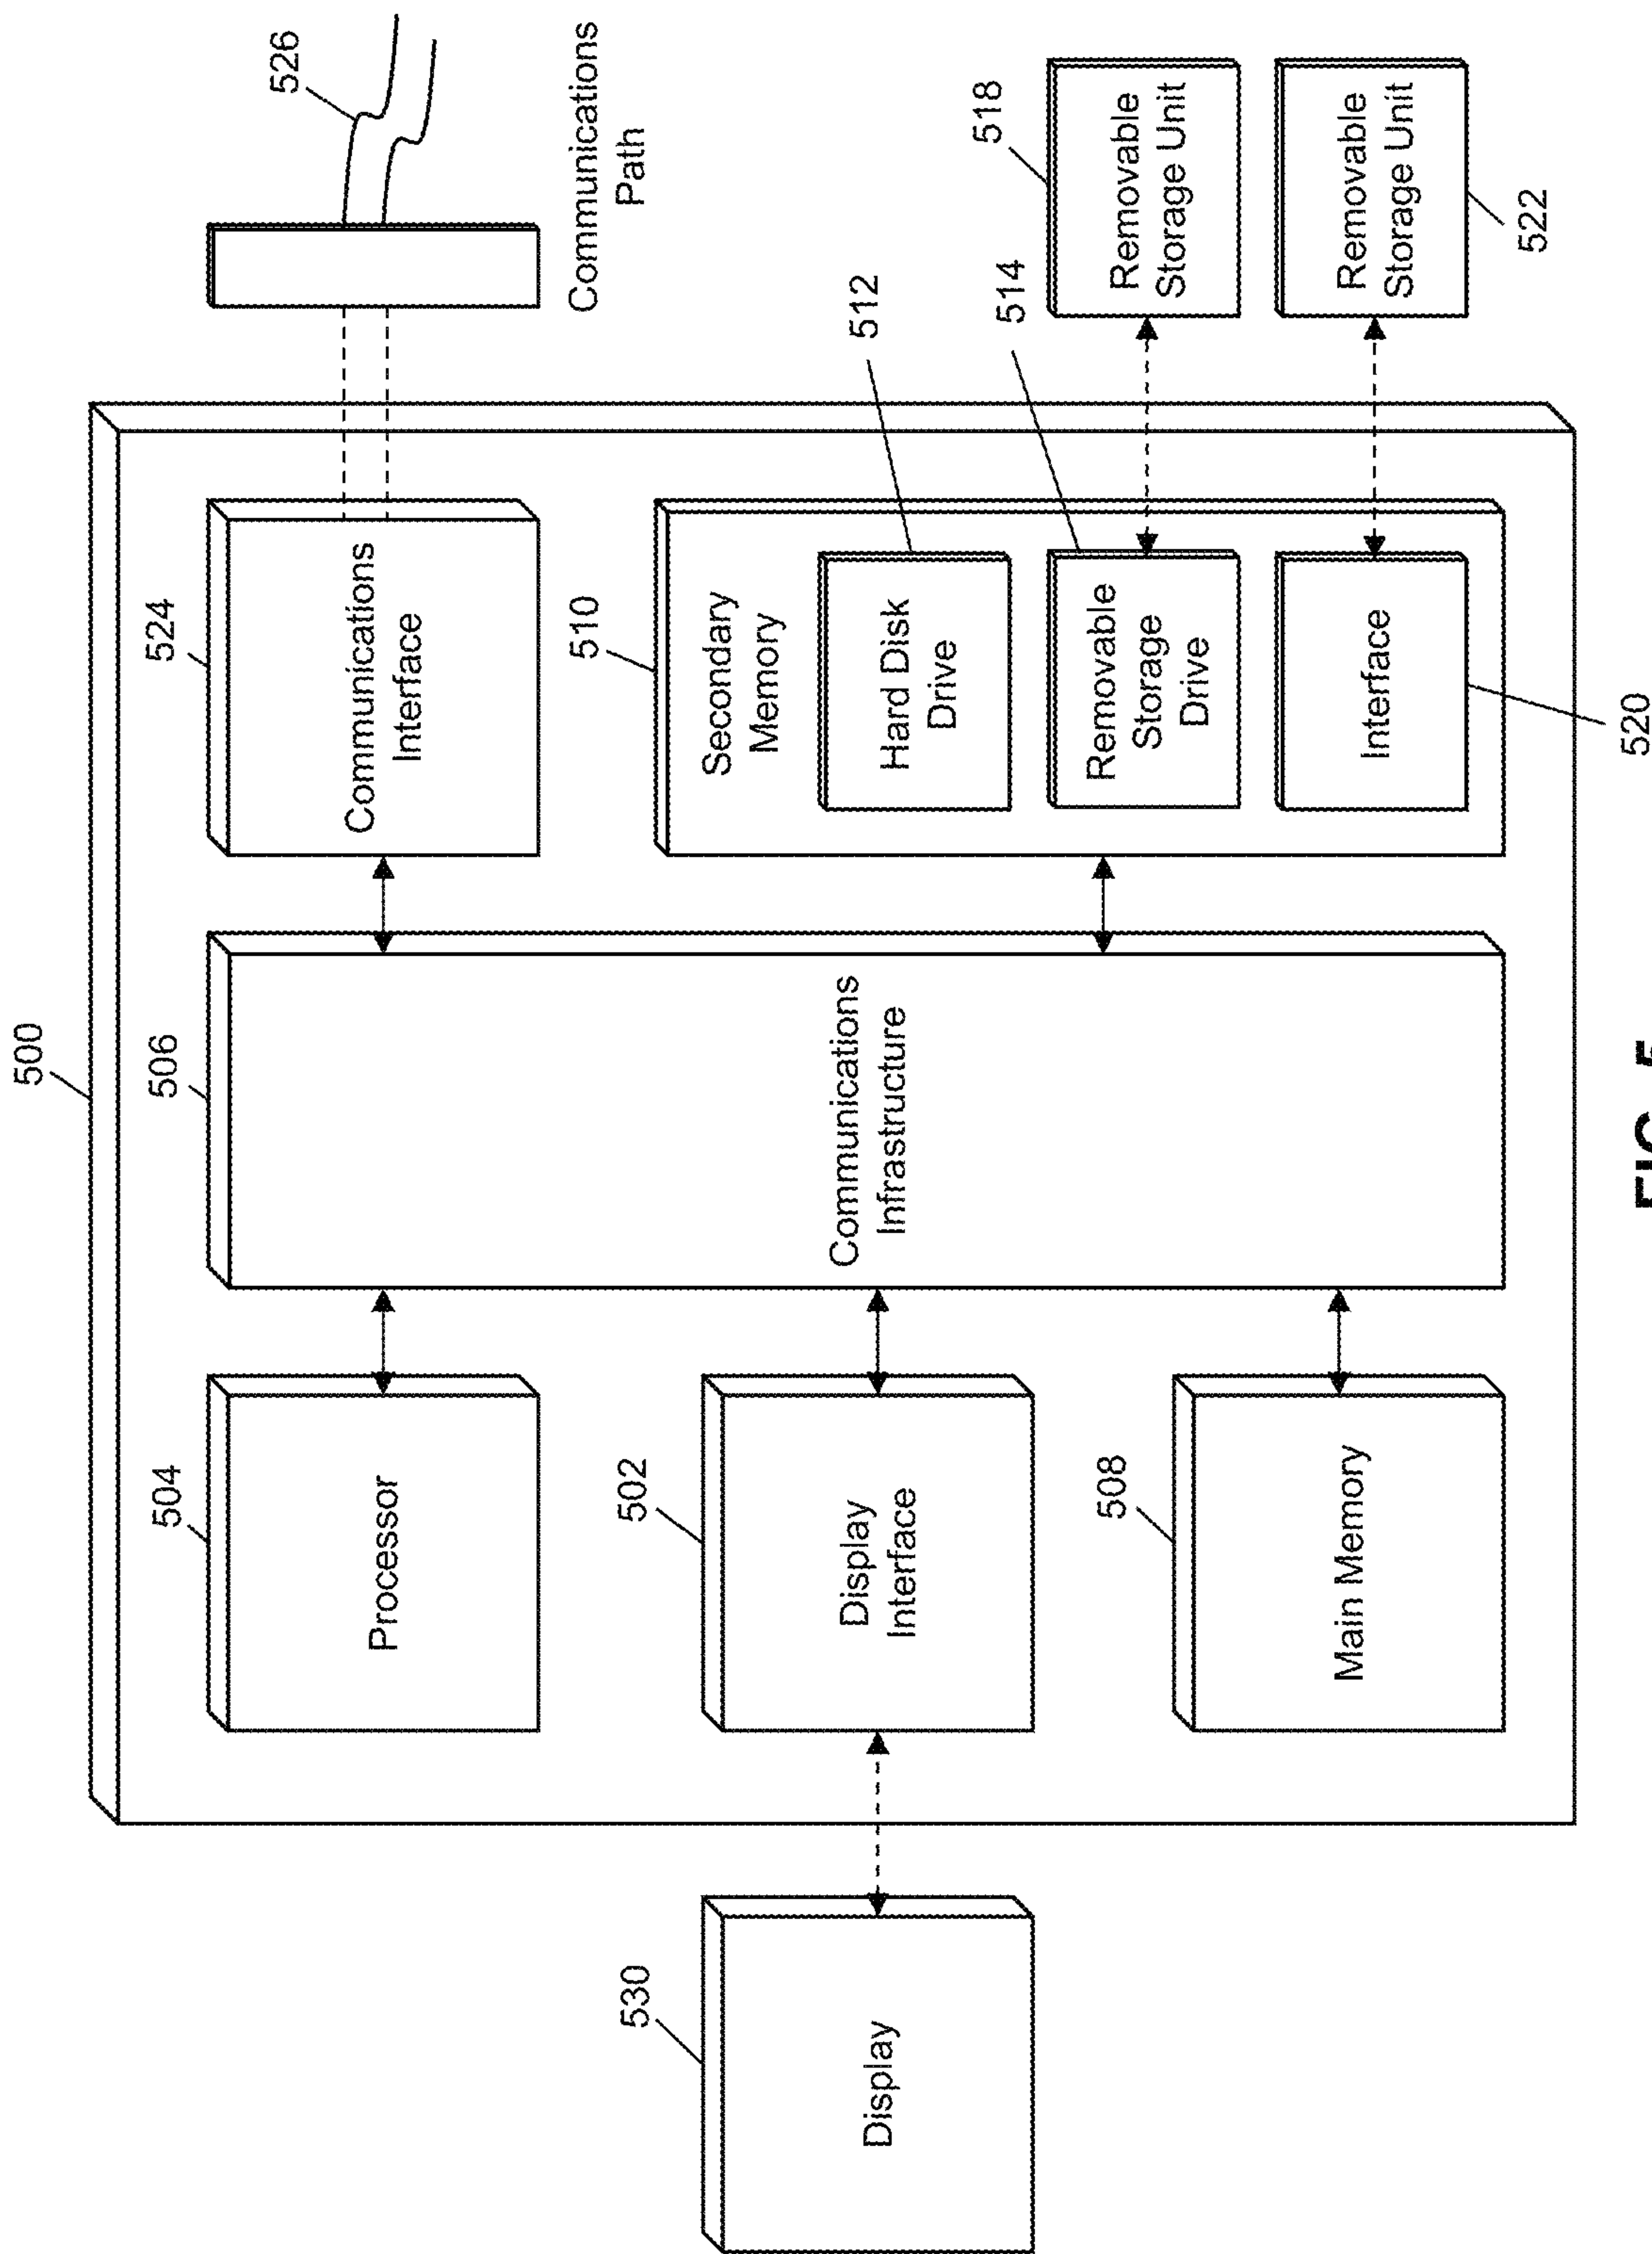 500
504
Processor
506
524
Communications
Interface
526
Communications
Path
530
Display
502
Display
Interface
Communications
Infrastructure
510
Secondary
Memory
512
Hard Disk
Drive
514
Removable
Storage
Drive
518
Removable
Storage Unit
508
Main Memory
Interface
520
Removable
Storage Unit
522
FIG. 5